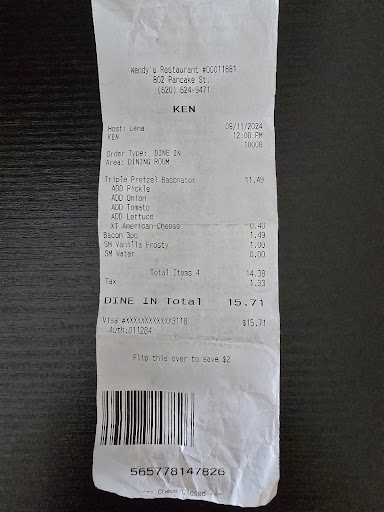 Wendy's Restaurant #00011881
802 Pancake St.
(620) 624-9471
KEN
Host: Lena 09/11/2024
KEN 12:08 PM
10008
Order Type: DINE IN
Area: DINING ROOM
Triple Pretzel Baconator 11.49
ADD Pickle
ADD Onion
ADD Tomato
ADD Lettuce
XT American Cheese 0.40
Bacon 3pc 1.49
SM Vanilla Frosty 1.00
SM Water 0.00
Total Items 4 14.38
Tax 1.33
DINE IN Total 15.71
Visa #XXXXXXXXXXXX3118 $15.71
Auth:011284
Flip this over to save $2
565778147826
--- Check Closed ---